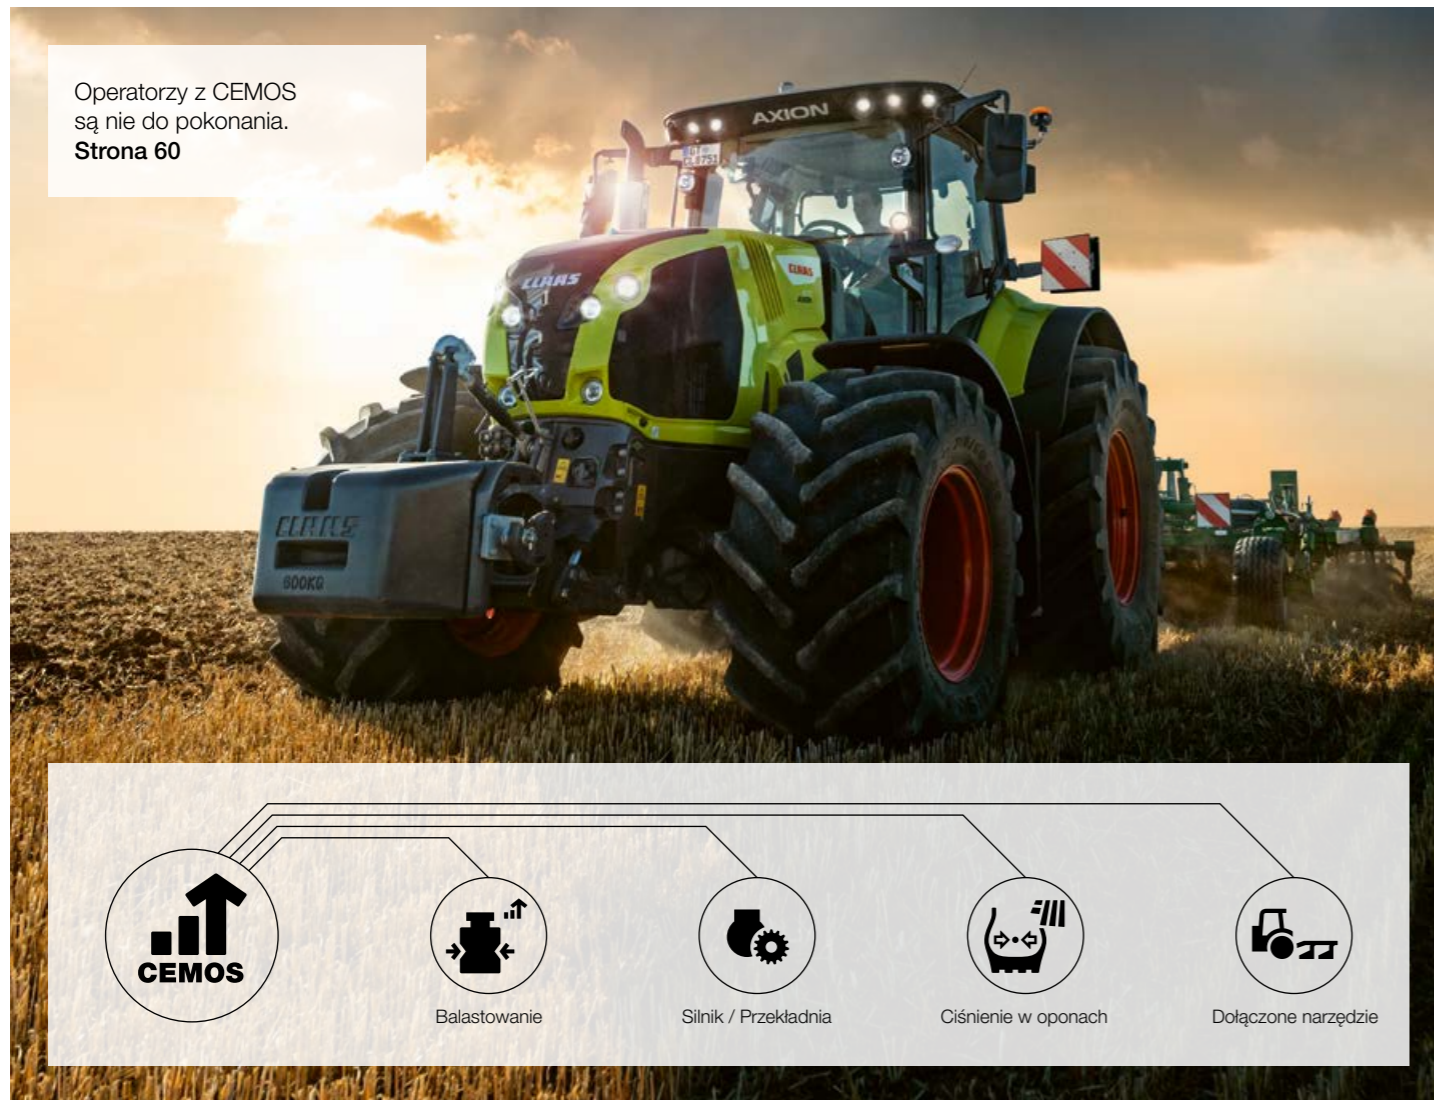 Operatorzy z CEMOS
są nie do pokonania.
Strona 60
AXION
CLAAS
CLAAS
CLAAS
600KG
CEMOS
Balastowanie
Silnik / Przekładnia
Ciśnienie w oponach
Dołączone narzędzie